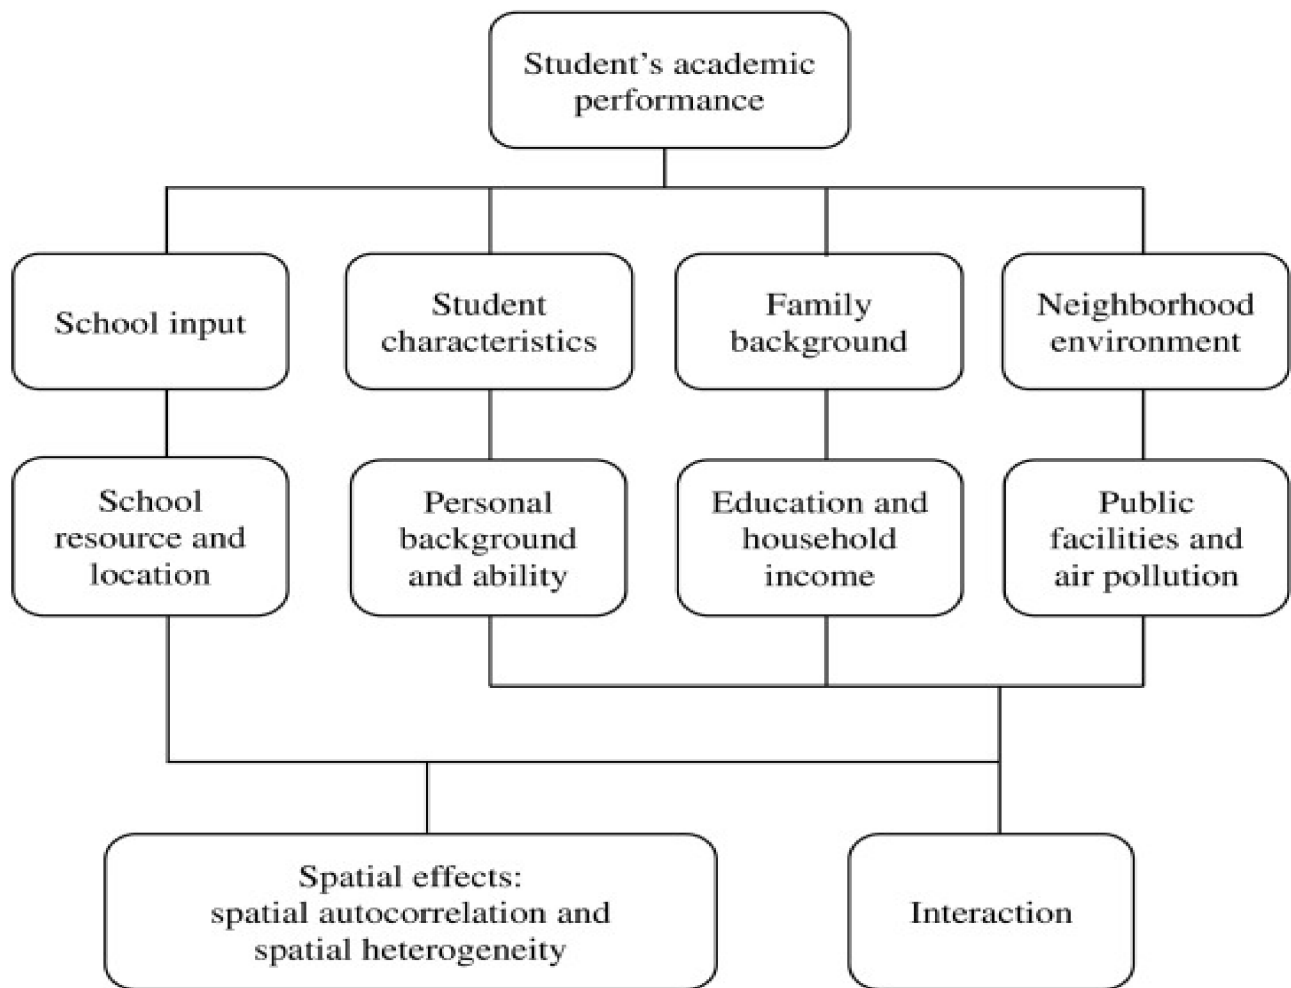 Student’s academic
performance
School input
Student
characteristics
Family
background
Neighborhood
environment
School
resource and
location
Personal
background
and ability
Education and
household
income
Public
facilities and
air pollution
Spatial effects:
spatial autocorrelation and
spatial heterogeneity
Interaction